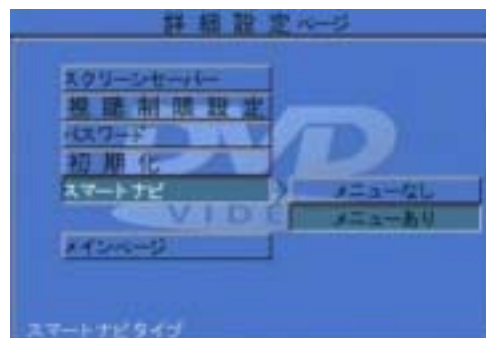 詳細設定ページ
スクリーンセーバー
視聴制限設定
パスワード
初期化
スマートナビ
メニューなし
メニューあり
メインページ
DVD
VIDEO
スマートナビタイプ